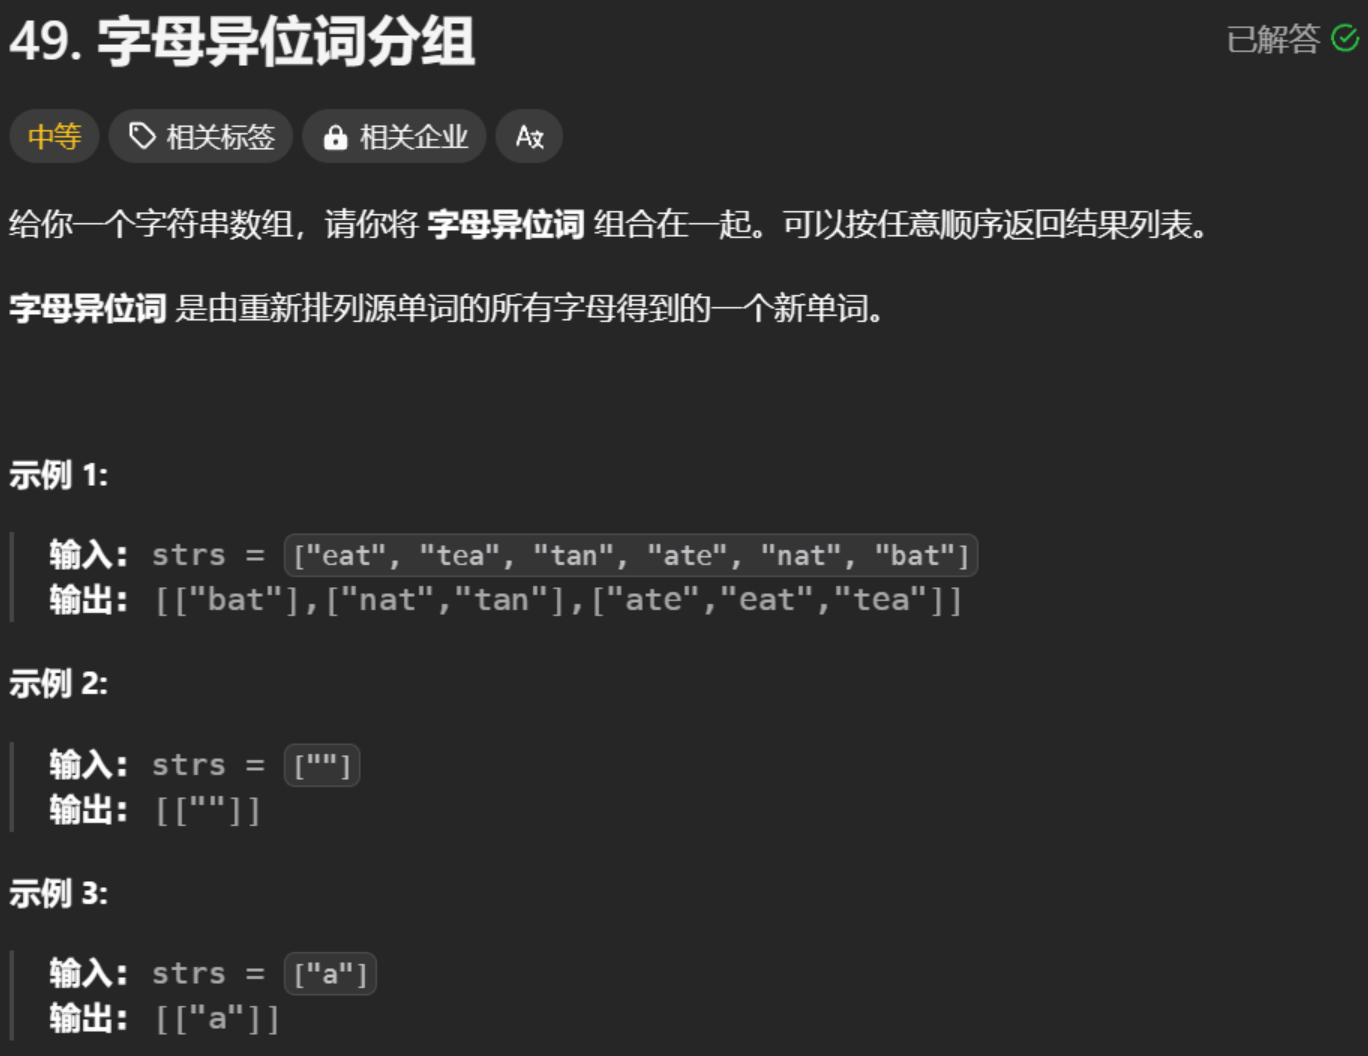 49. 字母异位词分组
已解答
中等
相关标签
相关企业
给你一个字符串数组，请你将 字母异位词 组合在一起。可以按任意顺序返回结果列表。
字母异位词 是由重新排列源单词的所有字母得到的一个新单词。
示例 1:
输入: strs = ["eat", "tea", "tan", "ate", "nat", "bat"]
输出: [["bat"],["nat","tan"],["ate","eat","tea"]]
示例 2:
输入: strs = [""]
输出: [[""]]
示例 3:
输入: strs = ["a"]
输出: [["a"]]